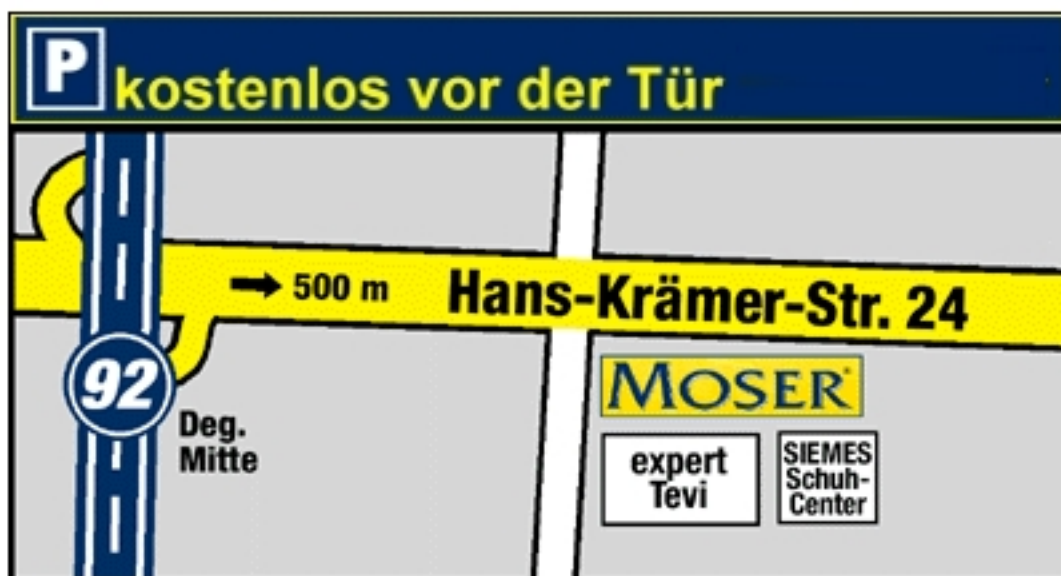 P kostenlos vor der Tür
500 m Hans-Krämer-Str. 24
92
Deg.
Mitte
MOSER
expert
Tevi
SIEMES
Schuh-
Center